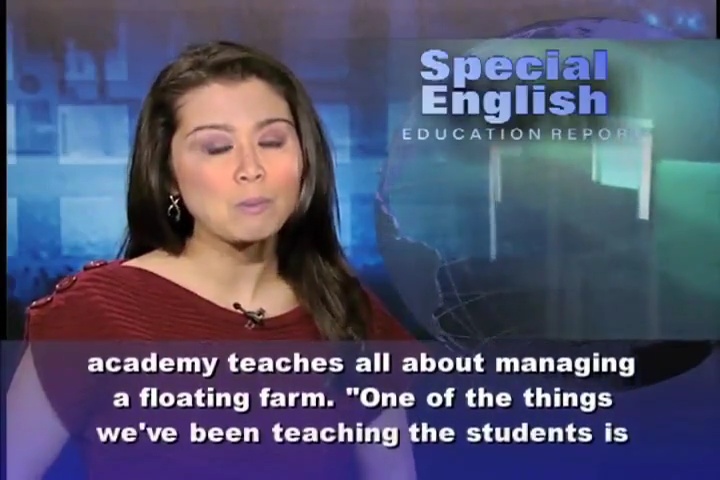 Special
English
EDUCATION REPORT
academy teaches all about managing
a floating farm. "One of the things
we've been teaching the students is